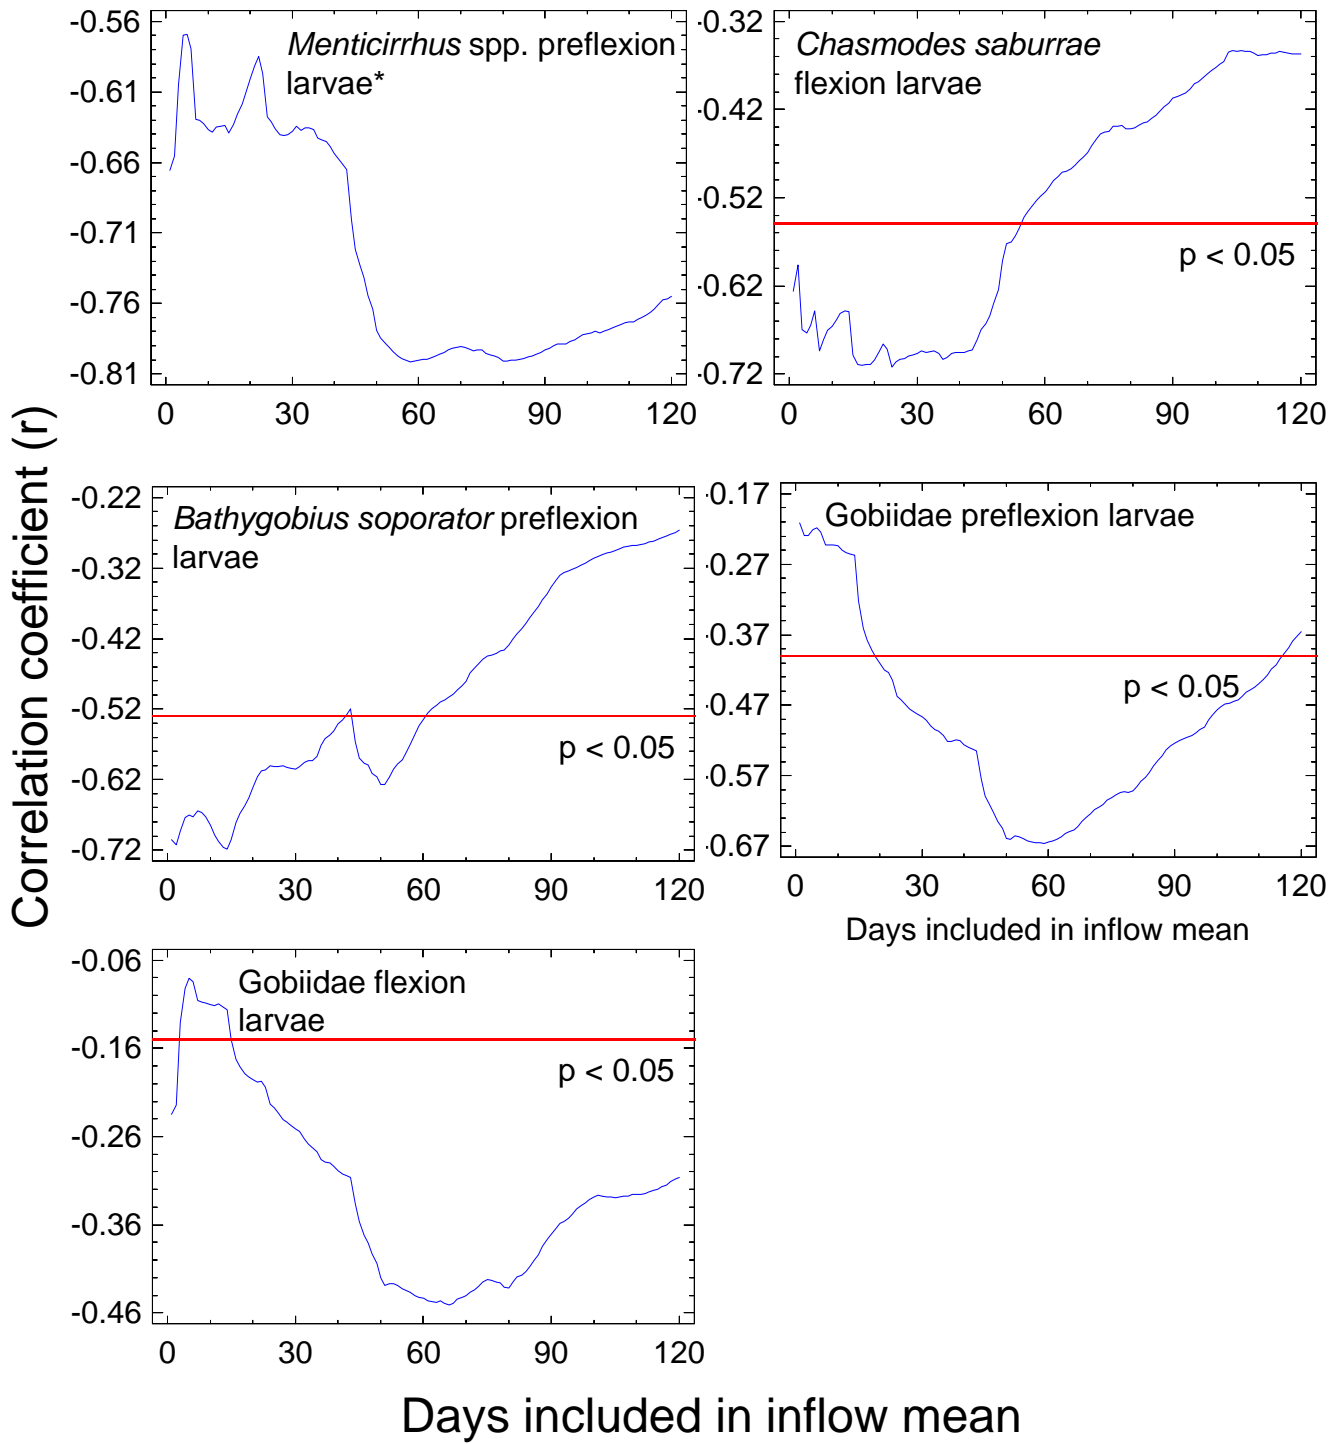 Correlation coefficient (r)
-0.56
-0.61
-0.66
-0.71
-0.76
-0.81
Menticirrhus spp. preflexion
larvae*
0 30 60 90 120
-0.32
-0.42
-0.52
-0.62
-0.72
Chasmodes saburrae
flexion larvae
p < 0.05
0 30 60 90 120
-0.22
-0.32
-0.42
-0.52
-0.62
-0.72
Bathygobius soporator preflexion
larvae
p < 0.05
0 30 60 90 120
-0.17
-0.27
-0.37
-0.47
-0.57
-0.67
Gobiidae preflexion larvae
p < 0.05
0 30 60 90 120
Days included in inflow mean
-0.06
-0.16
-0.26
-0.36
-0.46
Gobiidae flexion
larvae
p < 0.05
0 30 60 90 120
Days included in inflow mean